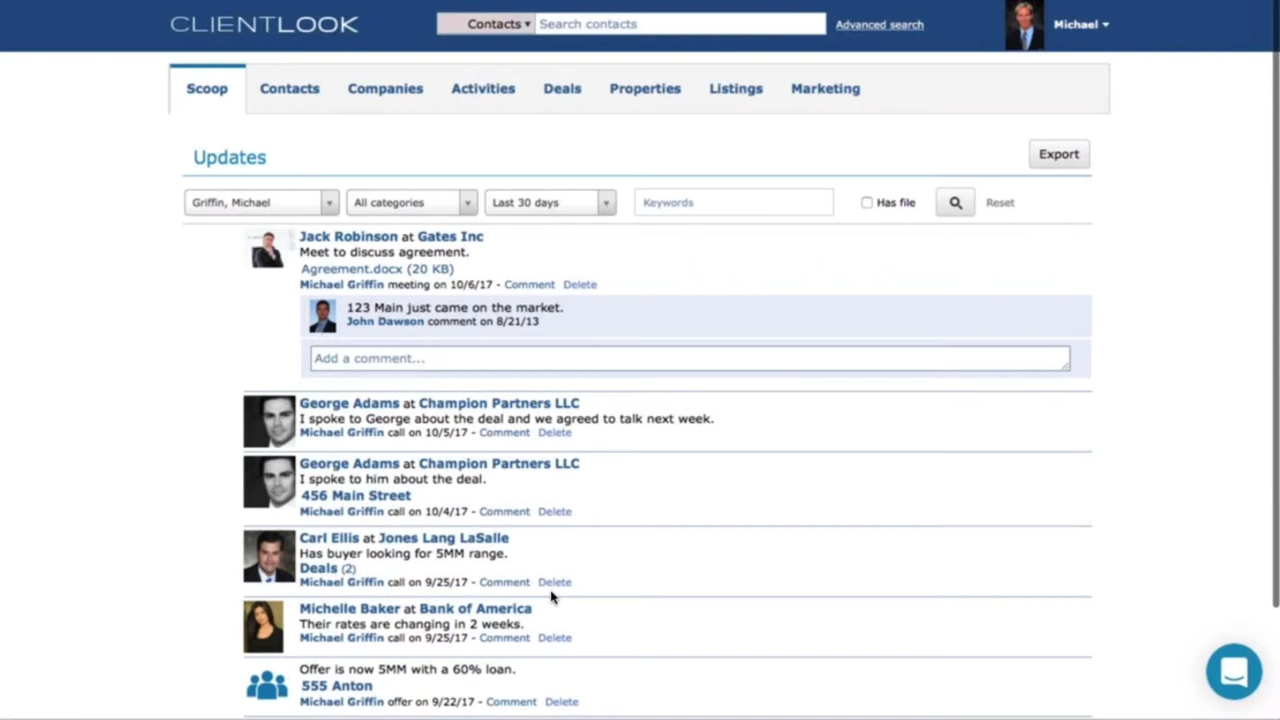 CLIENTLOOK
Contacts
Search contacts
Advanced search
Michael
Scoop
Contacts
Companies
Activities
Deals
Properties
Listings
Marketing
Updates
Export
Griffin, Michael
All categories
Last 30 days
Keywords
Has file
Reset
Jack Robinson at Gates Inc
Meet to discuss agreement.
Agreement.docx (20 KB)
Michael Griffin meeting on 10/6/17 - Comment Delete
123 Main just came on the market.
John Dawson comment on 8/21/13
Add a comment...
George Adams at Champion Partners LLC
I spoke to George about the deal and we agreed to talk next week.
Michael Griffin call on 10/5/17 - Comment Delete
George Adams at Champion Partners LLC
I spoke to him about the deal.
456 Main Street
Michael Griffin call on 10/4/17 - Comment Delete
Carl Ellis at Jones Lang LaSalle
Has buyer looking for 5MM range.
Deals (2)
Michael Griffin call on 9/25/17 - Comment Delete
Michelle Baker at Bank of America
Their rates are changing in 2 weeks.
Michael Griffin call on 9/25/17 - Comment Delete
Offer is now 5MM with a 60% loan.
555 Anton
Michael Griffin offer on 9/22/17 - Comment Delete